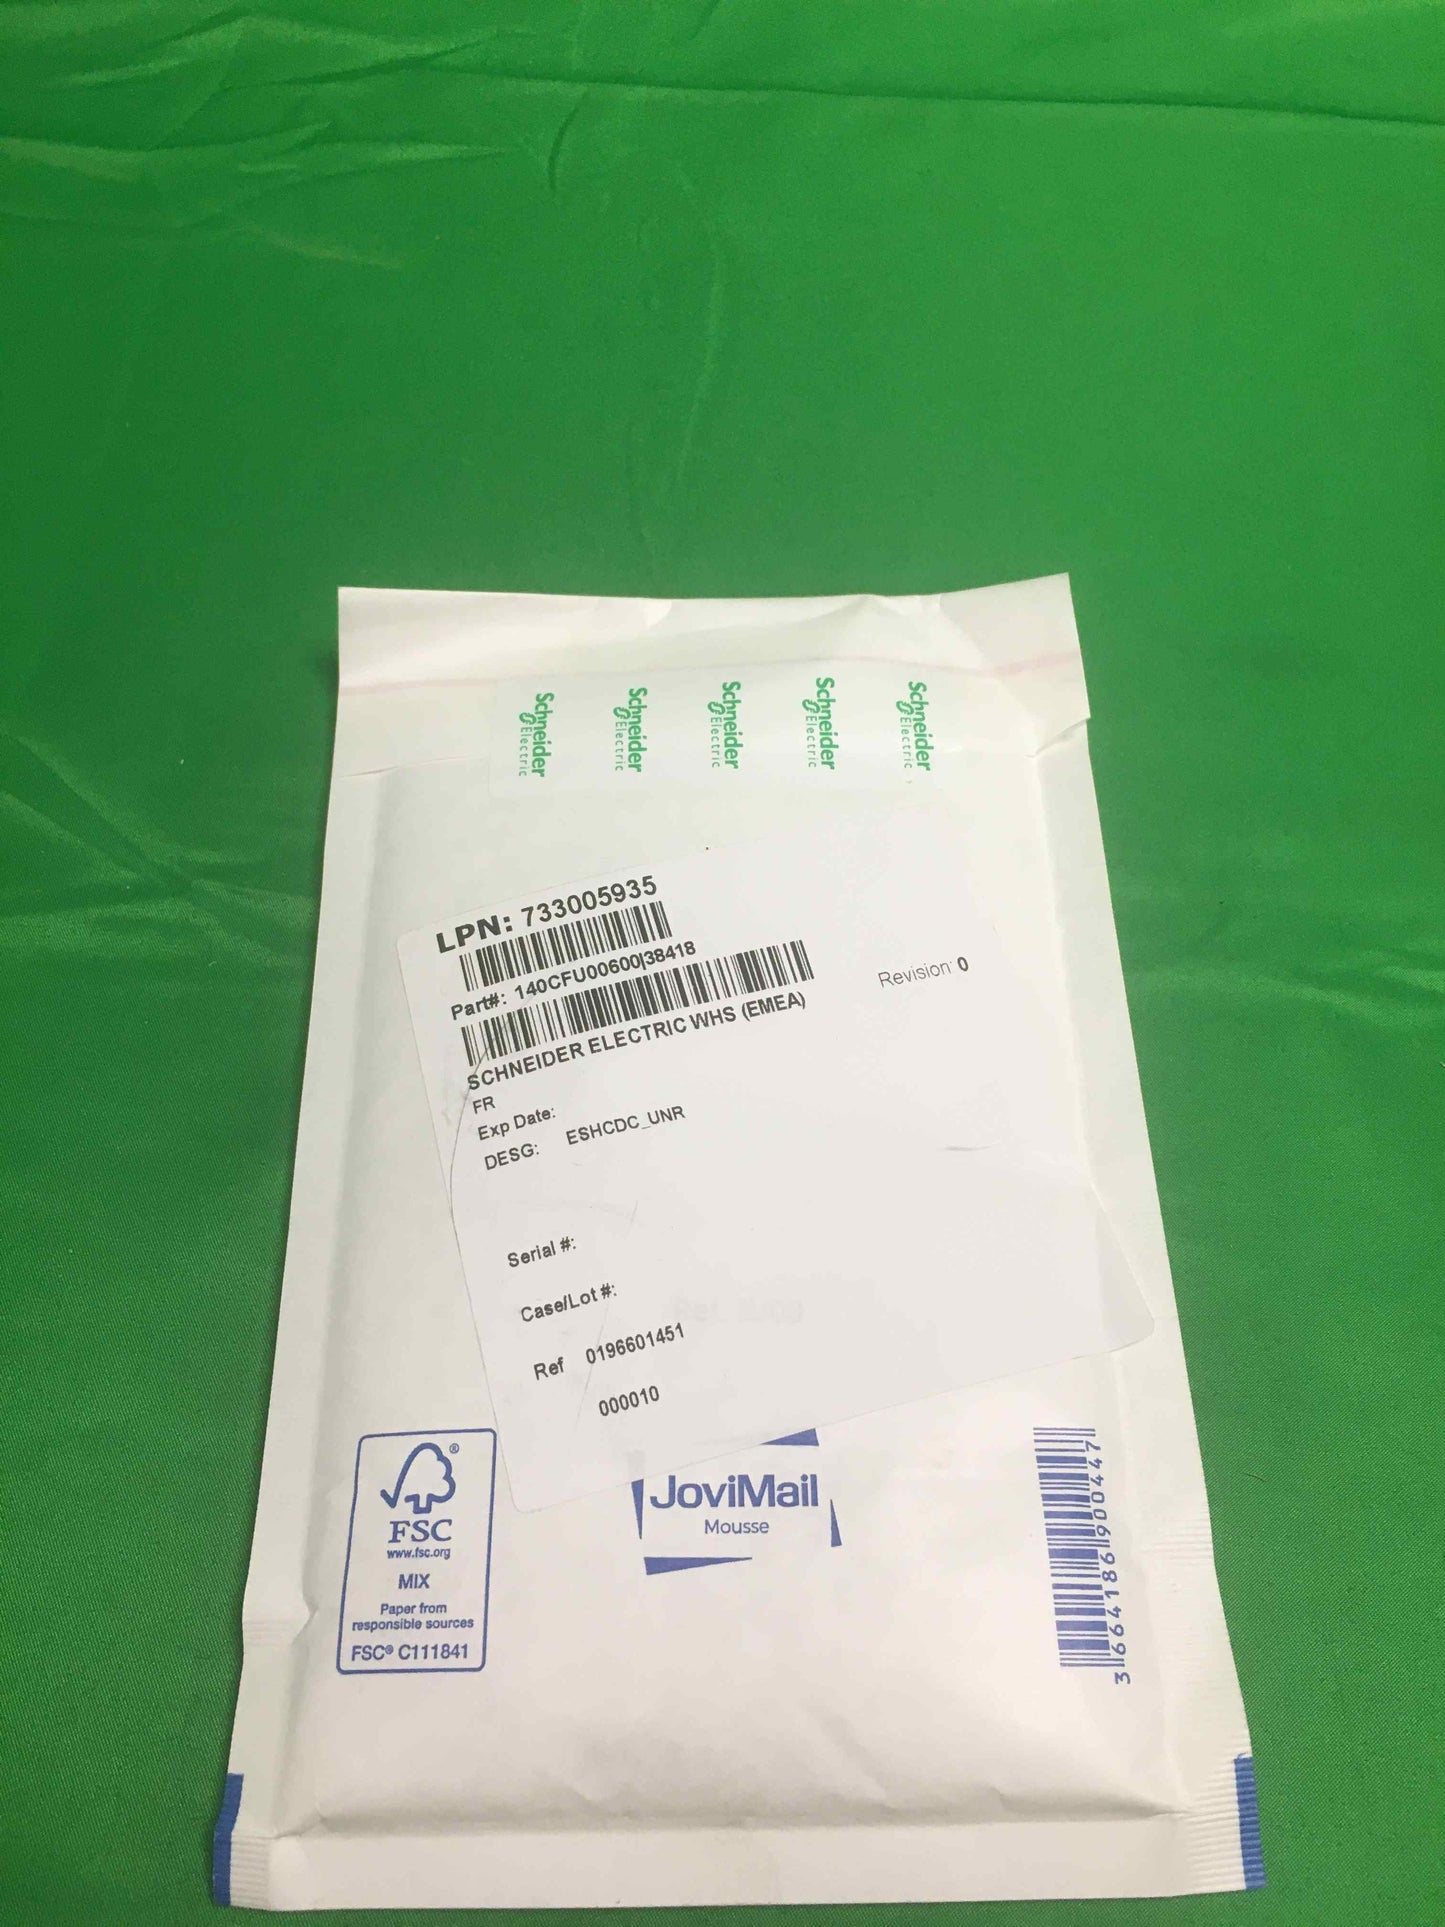 Schneider
Electric
Schneider
Electric
Schneider
Electric
Schneider
Electric
Schneider
Electric
LPN: 733005935
Part#: 140CFU00600|38418
Revision: 0
SCHNEIDER ELECTRIC WHS (EMEA)
FR
Exp Date:
DESG: ESHCDC_UNR
Serial #:
Case/Lot #:
Ref 0196601451
000010
FSC
www.fsc.org
MIX
Paper from
responsible sources
FSC® C111841
JoviMail
Mousse
3 664186 900447